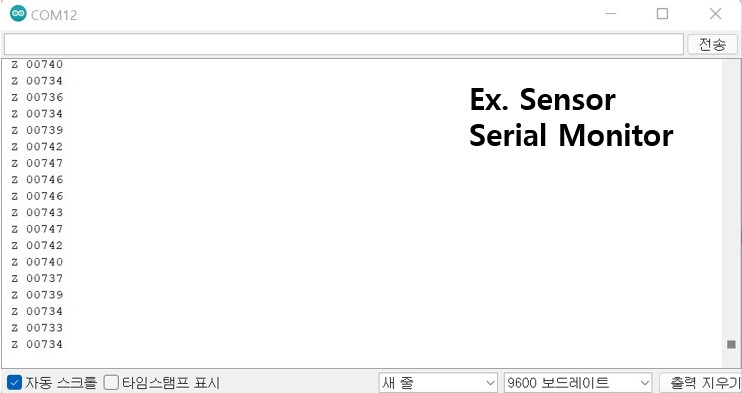 COM12
전송
Z 00740
Z 00734
Z 00736
Z 00734
Z 00739
Z 00742
Z 00747
Z 00746
Z 00746
Z 00743
Z 00747
Z 00742
Z 00740
Z 00737
Z 00739
Z 00734
Z 00733
Z 00734
Ex. Sensor
Serial Monitor
자동 스크롤 타임스탬프 표시 새 줄 9600 보드레이트 출력 지우기